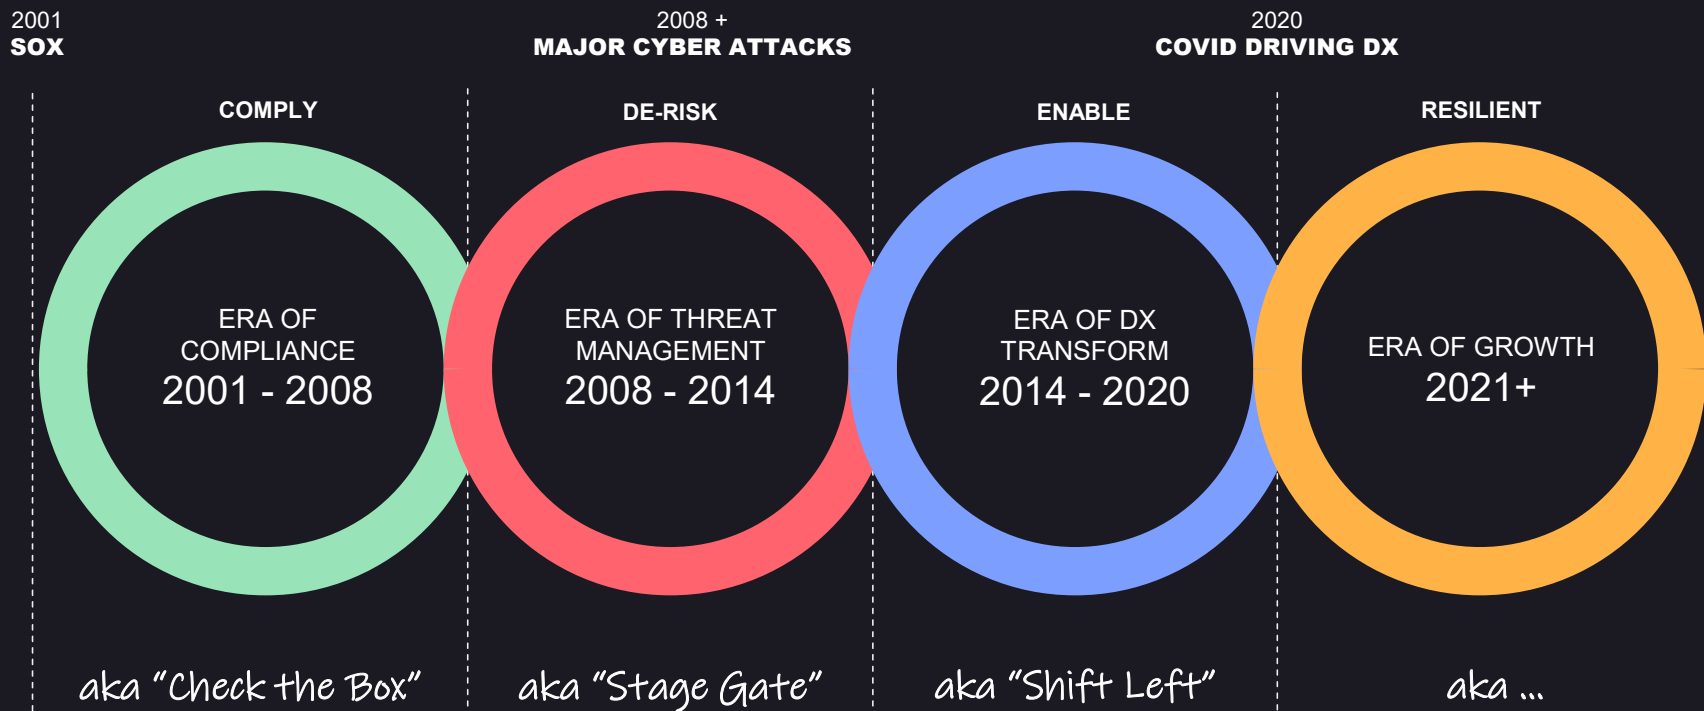 2001
SOX
2008 +
MAJOR CYBER ATTACKS
2020
COVID DRIVING DX
COMPLY
DE-RISK
ENABLE
RESILIENT
ERA OF
COMPLIANCE
2001 - 2008
ERA OF THREAT
MANAGEMENT
2008 - 2014
ERA OF DX
TRANSFORM
2014 - 2020
ERA OF GROWTH
2021+
aka “Check the Box”
aka “Stage Gate”
aka “Shift Left”
aka ...